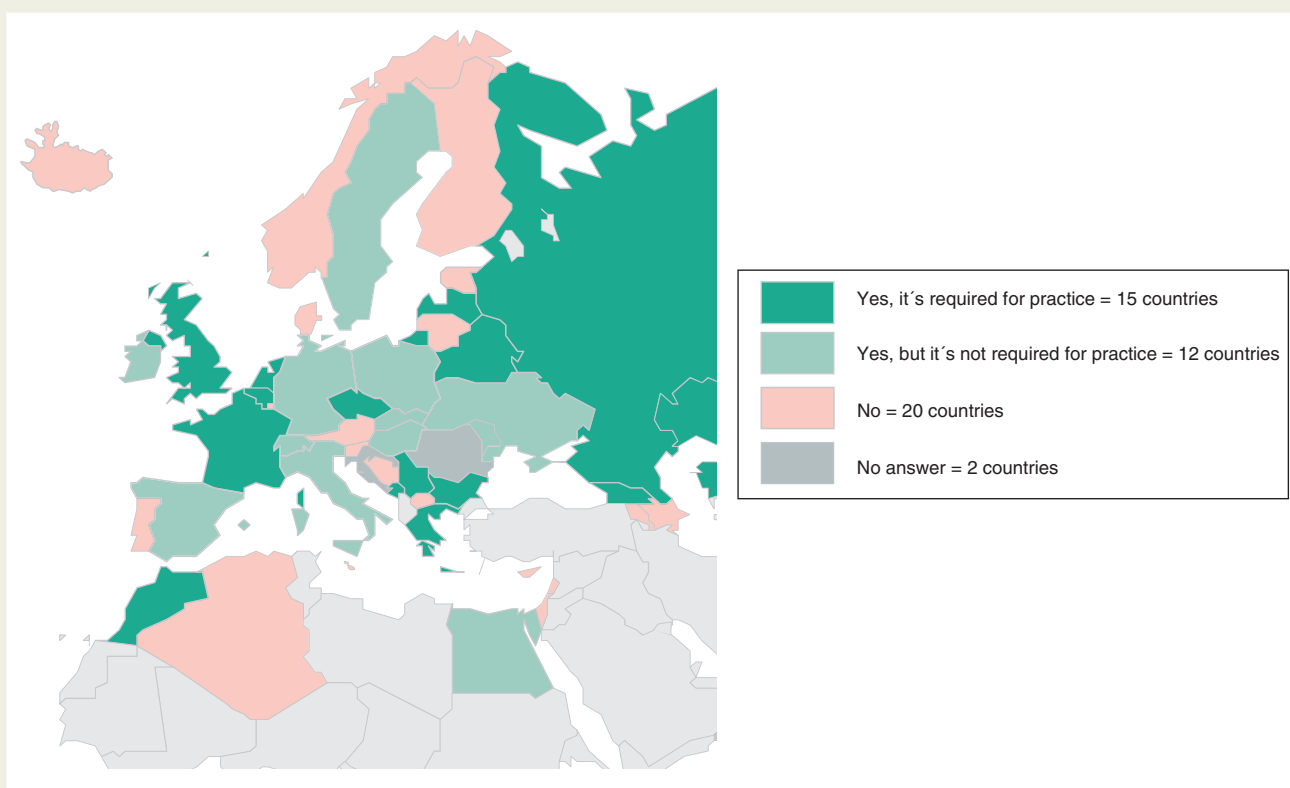 Yes, it´s required for practice = 15 countries
Yes, but it´s not required for practice = 12 countries
No = 20 countries
No answer = 2 countries